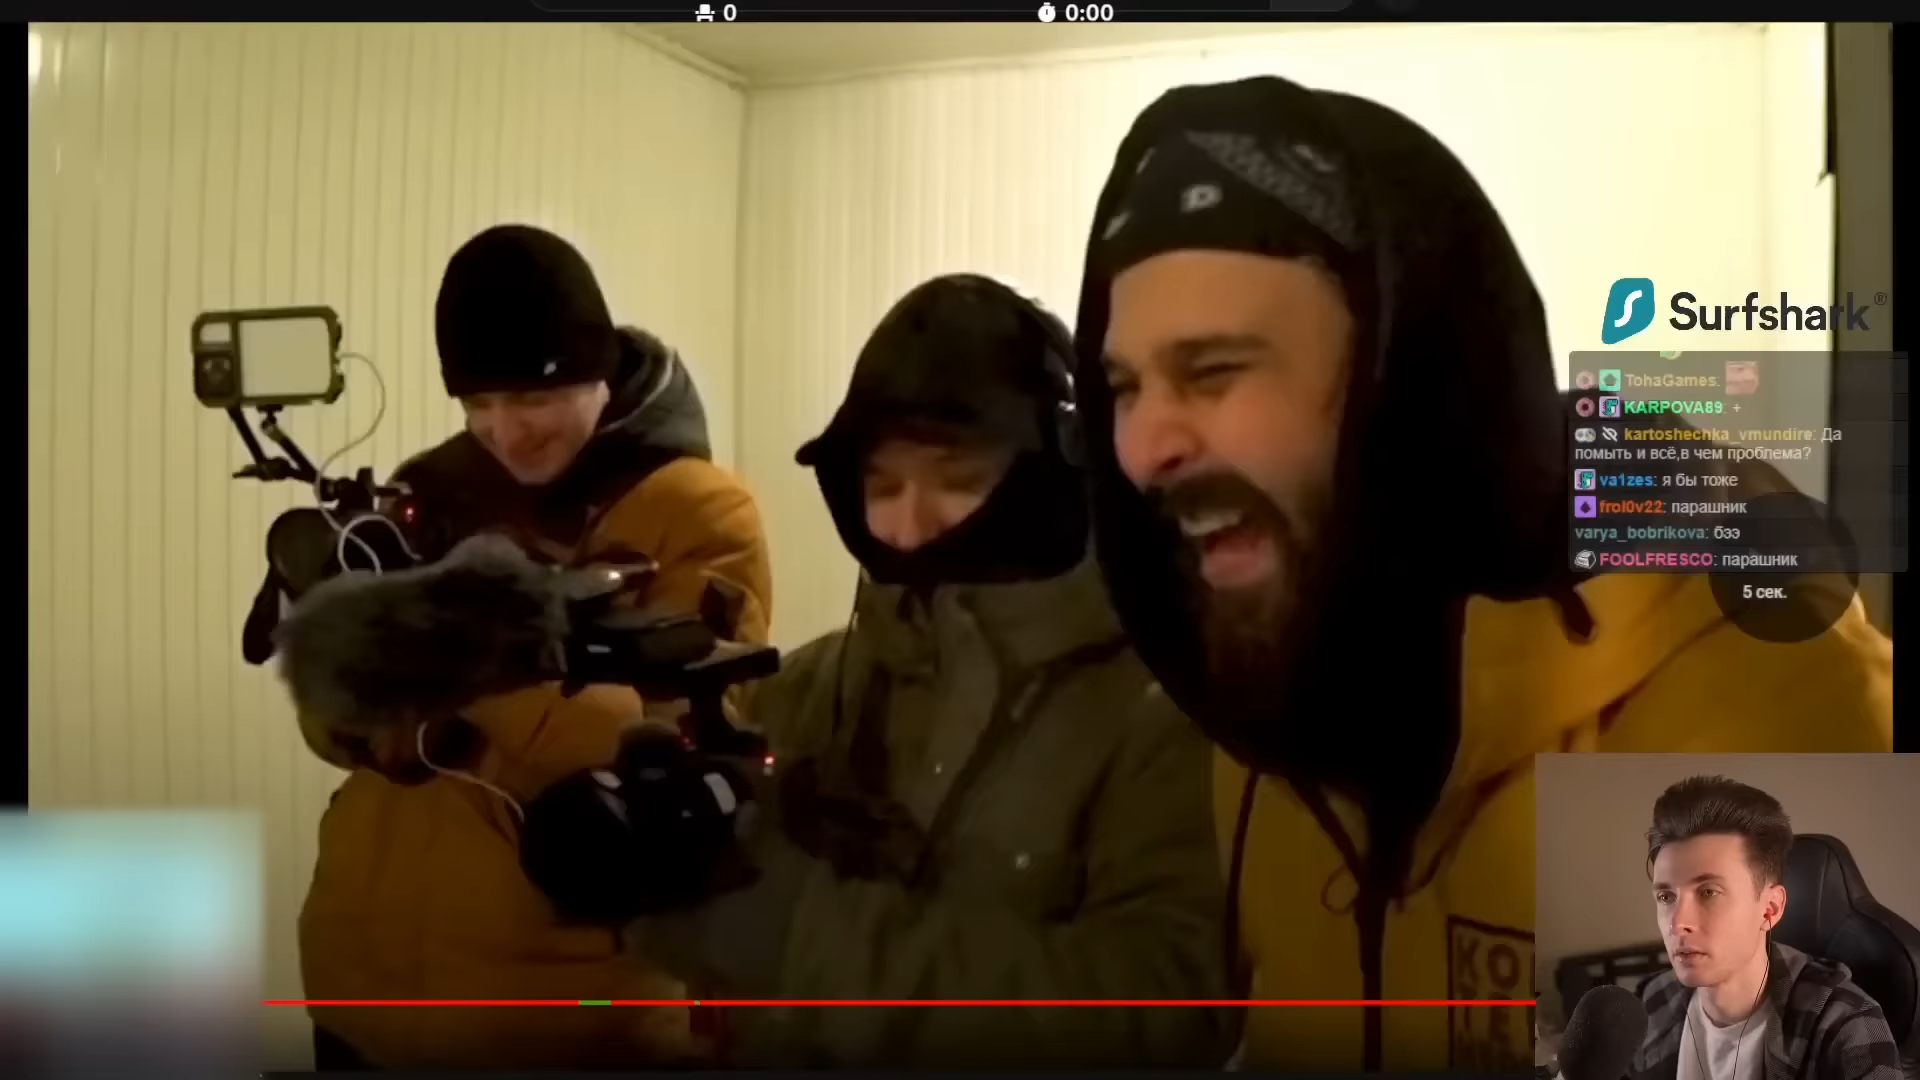 0
0:00
Surfshark®
TohaGames:
KARPOVA89: +
kartoshechka_vmundire: Да
помыть и всё,в чем проблема?
va1zes: я бы тоже
frol0v22: парашник
varya_bobrikova: бээ
FOOLFRESCO: парашник
5 сек.